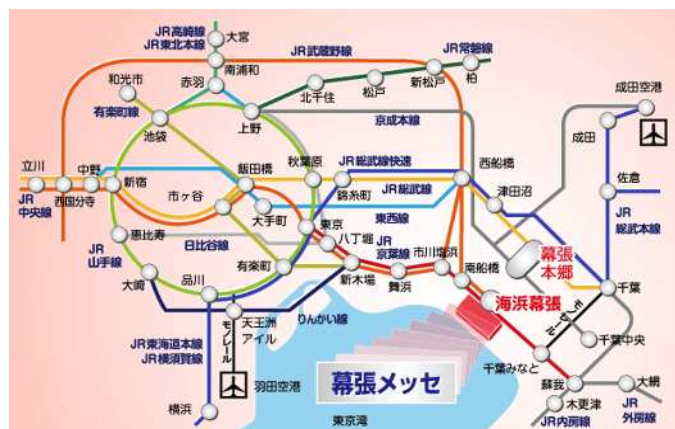 JR高崎線
JR東北本線
大宮
JR武蔵野線
JR常磐線
南浦和
新松戸
柏
和光市
赤羽
北千住
松戸
成田空港
有楽町線
池袋
上野
京成本線
成田
立川
中野
新宿
飯田橋
秋葉原
JR総武線快速
西船橋
佐倉
JR
中央線
西国分寺
市ヶ谷
錦糸町
JR総武線
津田沼
大手町
東西線
JR
総武本線
JR
山手線
恵比寿
日比谷線
東京
八丁堀
JR
京葉線
市川塩浜
幕張
本郷
大崎
品川
有楽町
新木場
舞浜
南船橋
千葉
海浜幕張
モノレール
天王洲
アイル
りんかい線
モノレール
千葉中央
JR東海道本線
JR横須賀線
幕張メッセ
千葉みなと
蘇我
大網
羽田空港
横浜
東京湾
木更津
JR内房線
JR
外房線